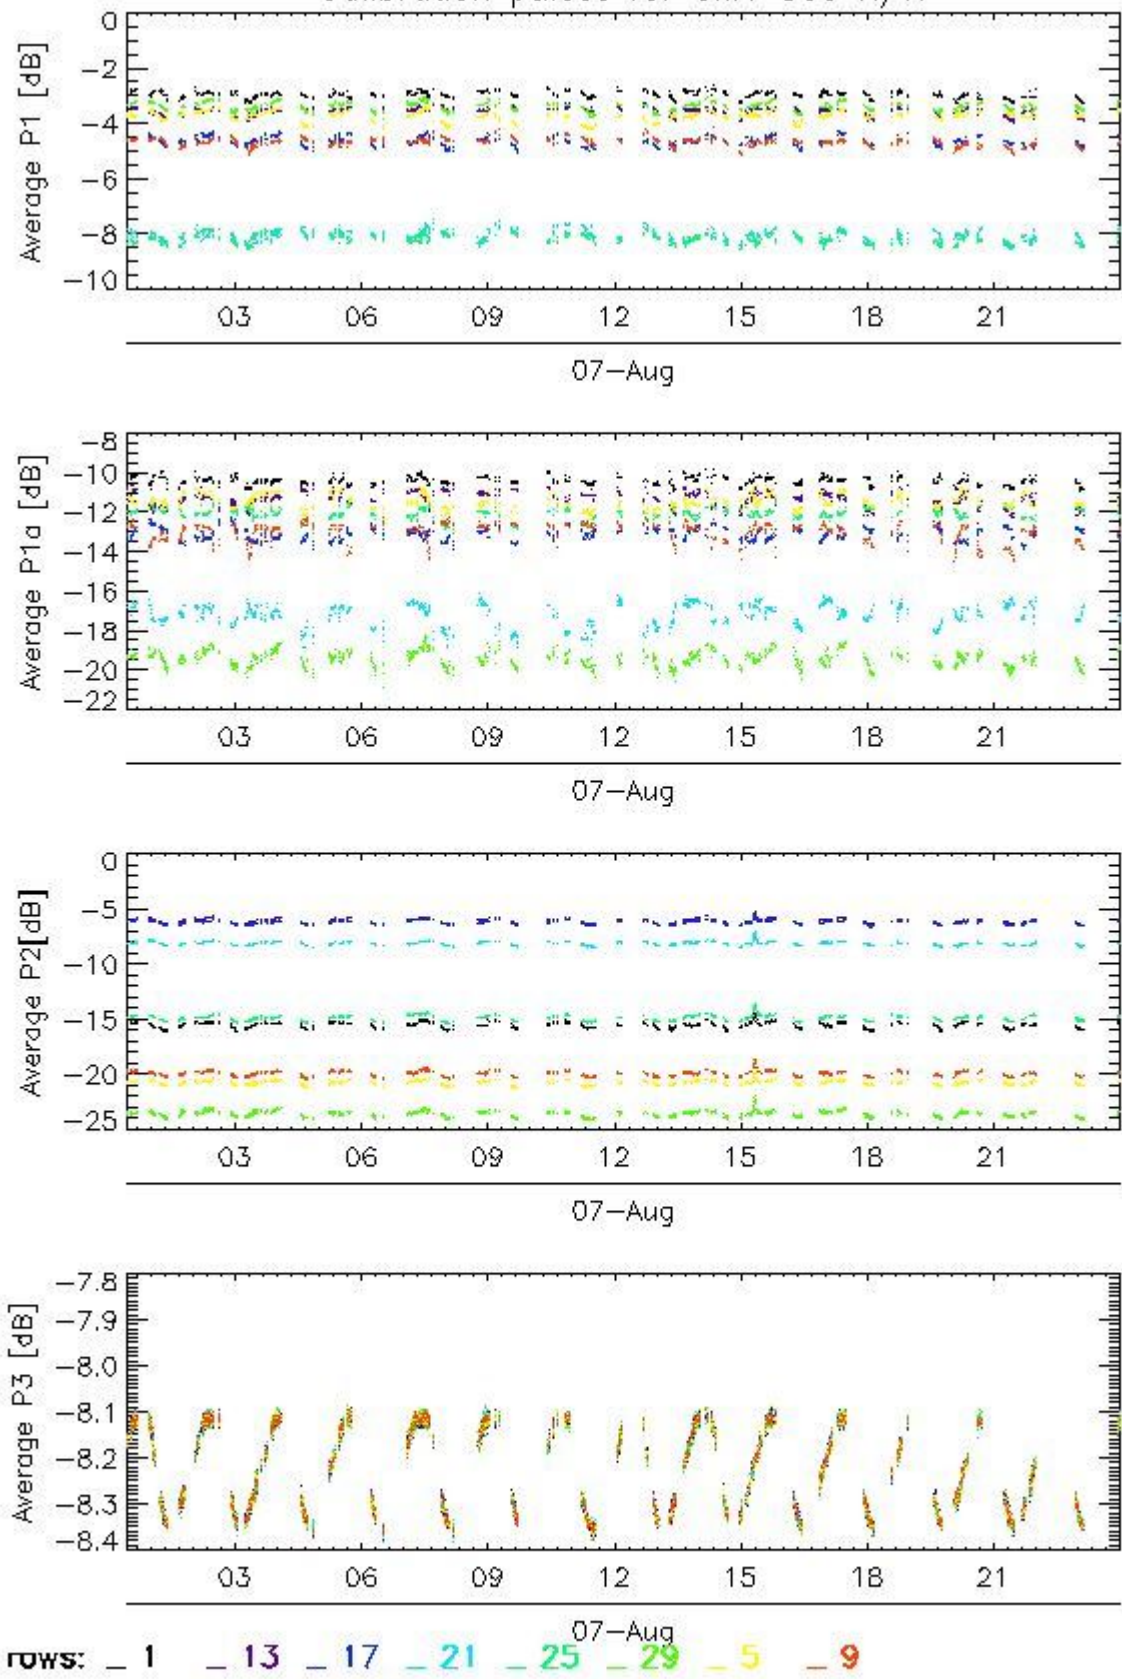 0
−2
−4
−6
−8
−10
Average P1 [dB]
03 06 09 12 15 18 21
07−Aug
−8
−10
−12
−14
−16
−18
−20
−22
Average P1a [dB]
03 06 09 12 15 18 21
07−Aug
0
−5
−10
−15
−20
−25
Average P2[dB]
03 06 09 12 15 18 21
07−Aug
−7.8
−7.9
−8.0
−8.1
−8.2
−8.3
−8.4
Average P3 [dB]
03 06 09 12 15 18 21
07−Aug
rows: _ 1 _ 13 _ 17 _ 21 _ 25 _ 29 _ 5 _ 9